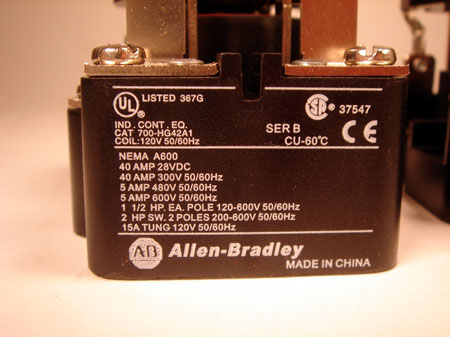 UL LISTED 367G
SP 37547
IND. CONT. EQ.
CAT 700-HG42A1 SER B
COIL:120V 50/60Hz CU-60°C CE
NEMA A600
40 AMP 28VDC
40 AMP 300V 50/60Hz
5 AMP 480V 50/60Hz
5 AMP 600V 50/60Hz
1 1/2 HP. EA. POLE 120-600V 50/60Hz
2 HP SW. 2 POLES 200-600V 50/60Hz
15A TUNG 120V 50/60Hz
AB Allen-Bradley
MADE IN CHINA